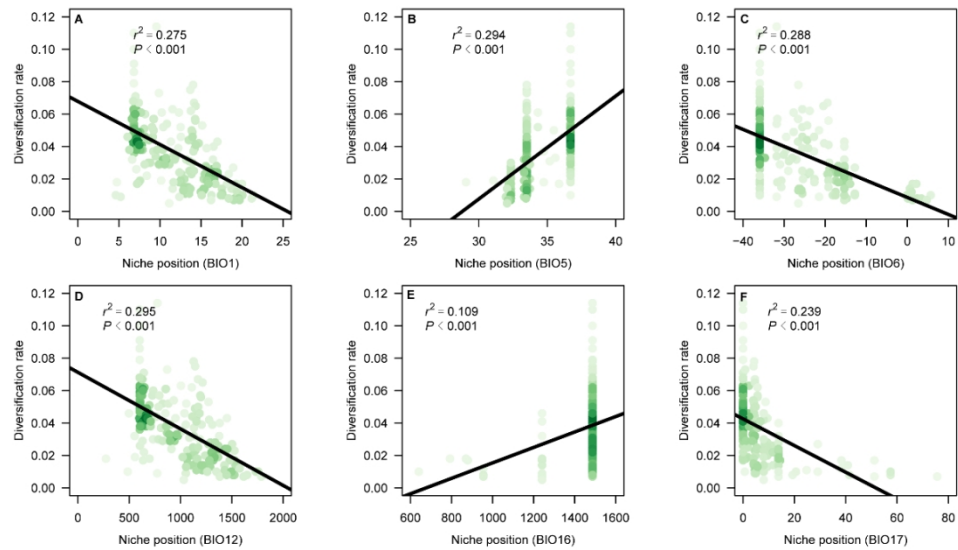 A
r² = 0.275
P < 0.001
Diversification rate
0.12
0.10
0.08
0.06
0.04
0.02
0.00
0 5 10 15 20 25
Niche position (BIO1)
B
r² = 0.294
P < 0.001
Diversification rate
0.12
0.10
0.08
0.06
0.04
0.02
0.00
25 30 35 40
Niche position (BIO5)
C
r² = 0.288
P < 0.001
Diversification rate
0.12
0.10
0.08
0.06
0.04
0.02
0.00
−40 −30 −20 −10 0 10
Niche position (BIO6)
D
r² = 0.295
P < 0.001
Diversification rate
0.12
0.10
0.08
0.06
0.04
0.02
0.00
0 500 1000 1500 2000
Niche position (BIO12)
E
r² = 0.109
P < 0.001
Diversification rate
0.12
0.10
0.08
0.06
0.04
0.02
0.00
600 800 1000 1200 1400 1600
Niche position (BIO16)
F
r² = 0.239
P < 0.001
Diversification rate
0.12
0.10
0.08
0.06
0.04
0.02
0.00
0 20 40 60 80
Niche position (BIO17)